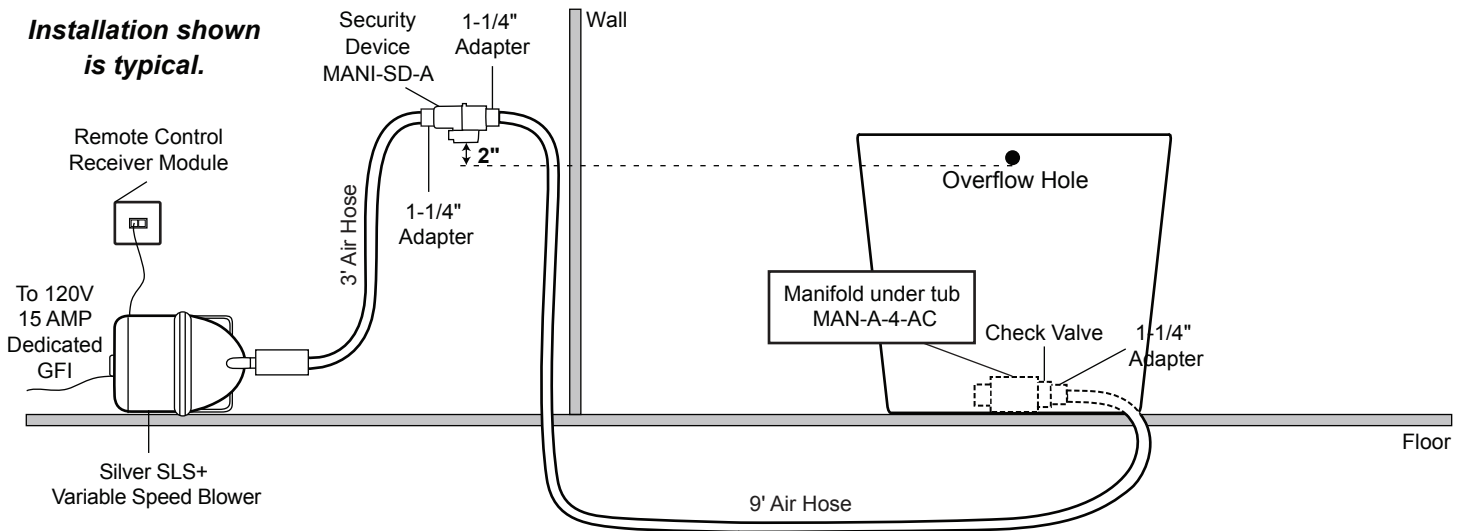 Installation shown
is typical.
Security
Device
MANI-SD-A
1-1/4"
Adapter
Wall
Remote Control
Receiver Module
2"
Overflow Hole
1-1/4"
Adapter
3' Air Hose
To 120V
15 AMP
Dedicated
GFI
Manifold under tub
MAN-A-4-AC
Check Valve
1-1/4"
Adapter
Floor
Silver SLS+
Variable Speed Blower
9' Air Hose